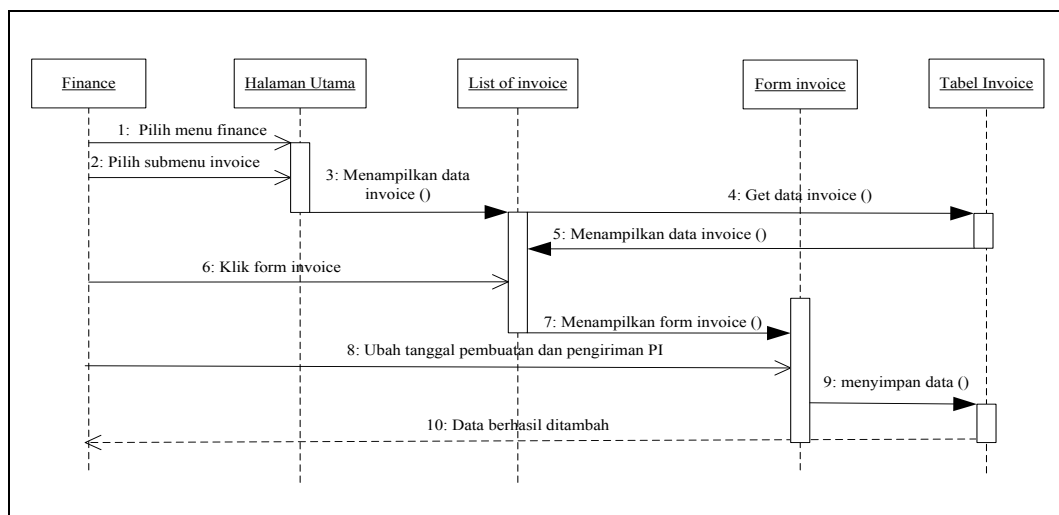 Finance
Halaman Utama
List of invoice
Form invoice
Tabel Invoice
1: Pilih menu finance
2: Pilih submenu invoice
3: Menampilkan data
invoice ()
4: Get data invoice ()
5: Menampilkan data invoice ()
6: Klik form invoice
7: Menampilkan form invoice ()
8: Ubah tanggal pembuatan dan pengiriman PI
9: menyimpan data ()
10: Data berhasil ditambah